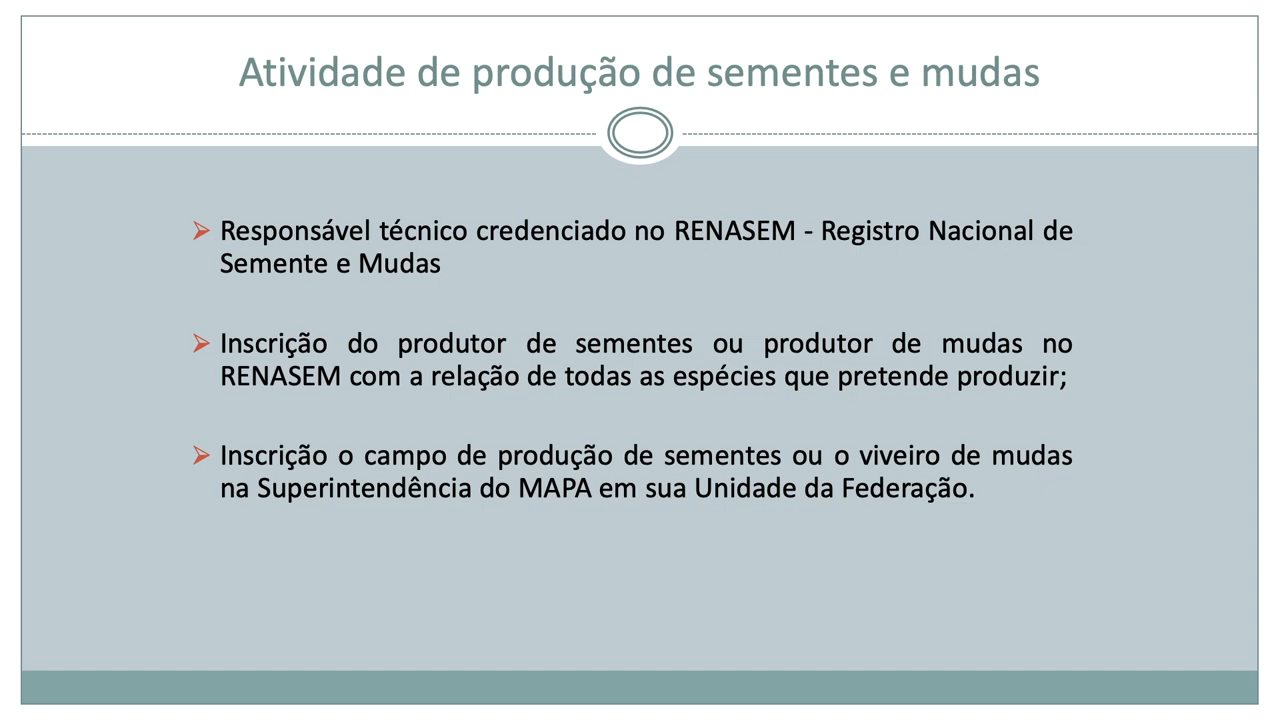 Atividade de produção de sementes e mudas
Responsável técnico credenciado no RENASEM - Registro Nacional de
Semente e Mudas
Inscrição do produtor de sementes ou produtor de mudas no
RENASEM com a relação de todas as espécies que pretende produzir;
Inscrição o campo de produção de sementes ou o viveiro de mudas
na Superintendência do MAPA em sua Unidade da Federação.